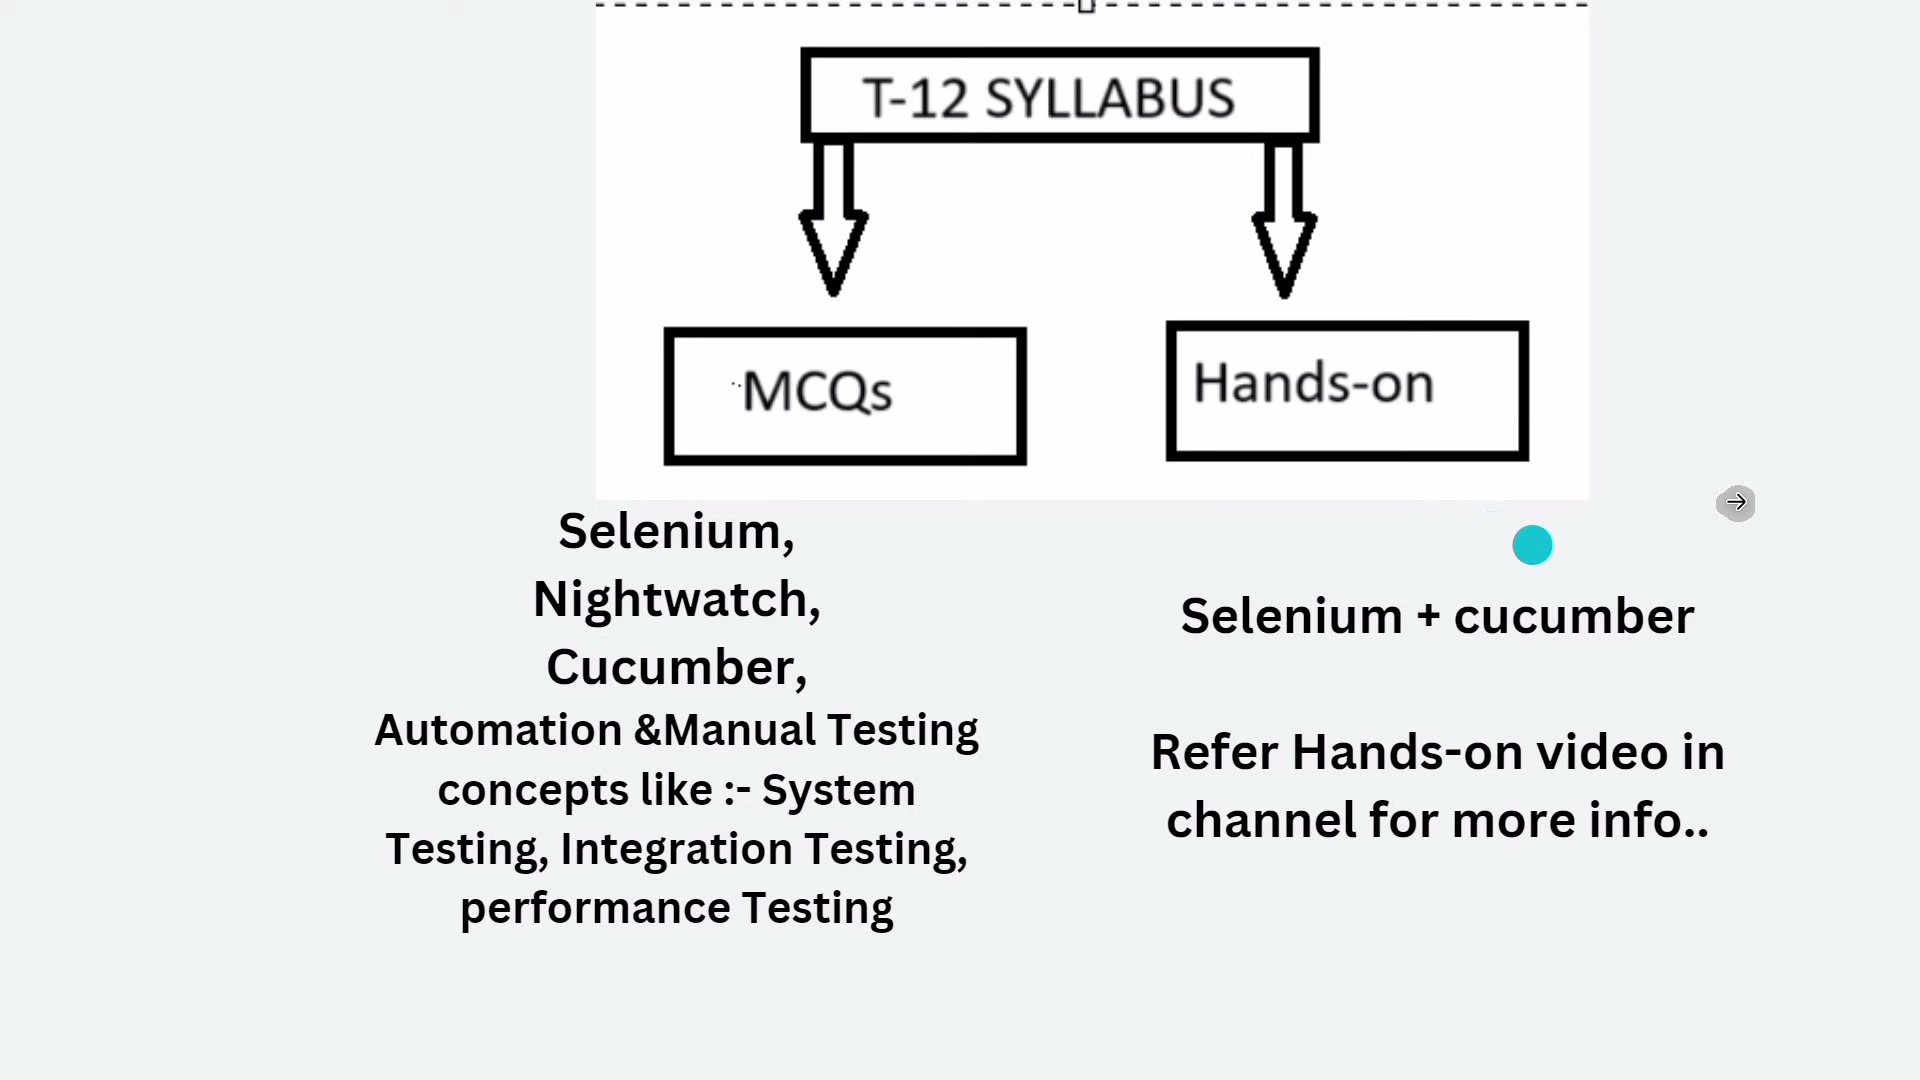 T-12 SYLLABUS
MCQs
Hands-on
Selenium,
Nightwatch,
Cucumber,
Automation &Manual Testing
concepts like :- System
Testing, Integration Testing,
performance Testing
Selenium + cucumber
Refer Hands-on video in
channel for more info..